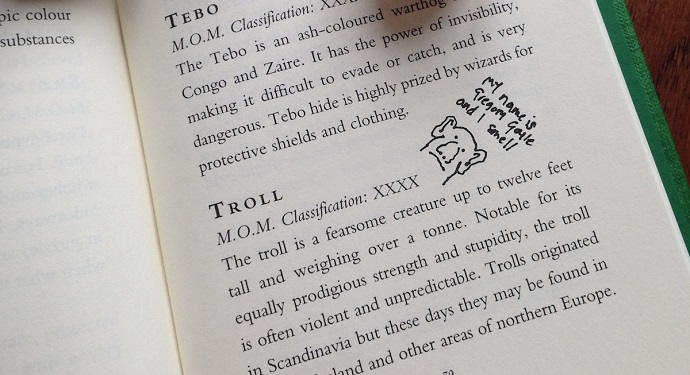 pic colour
substances
TEBO
M.O.M. Classification:
The Tebo is an ash-coloured warthog
Congo and Zaire. It has the power of invisibility,
making it difficult to evade or catch, and is very
dangerous. Tebo hide is highly prized by wizards for
protective shields and clothing.
My name is
Gregory Goyle
and I smell
TROLL
M.O.M. Classification: XXXX
The troll is a fearsome creature up to twelve feet
tall and weighing over a tonne. Notable for its
equally prodigious strength and stupidity, the troll
is often violent and unpredictable. Trolls originated
in Scandinavia but these days they may be found in
land and other areas of northern Europe.